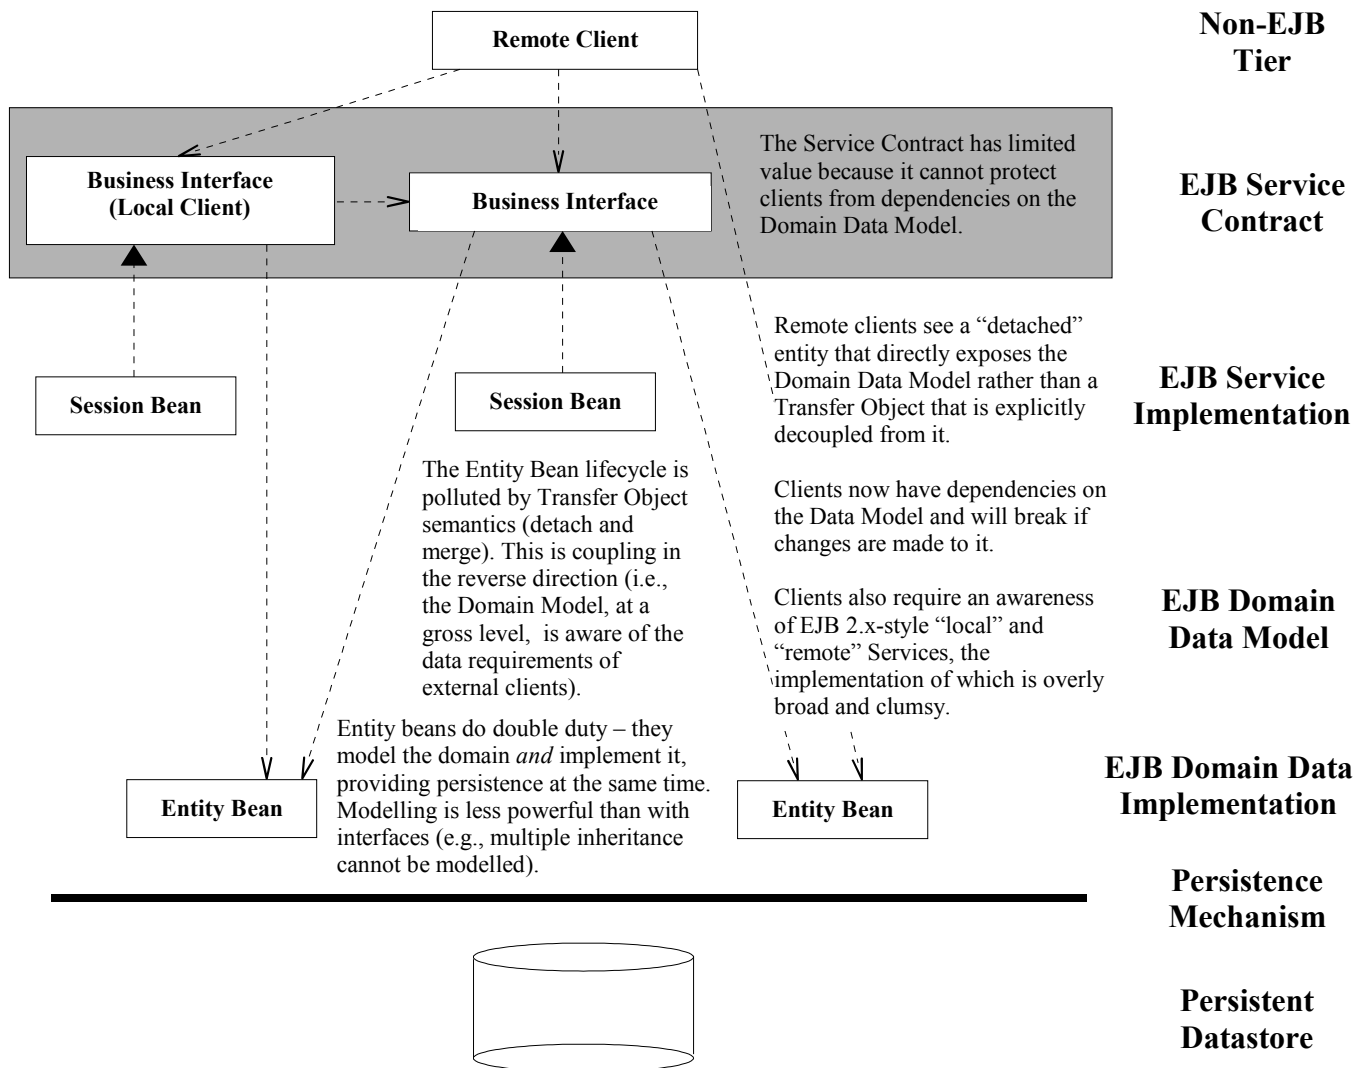 Remote Client
Non-EJB
Tier
The Service Contract has limited
value because it cannot protect
clients from dependencies on the
Domain Data Model.
Business Interface
(Local Client)
Business Interface
EJB Service
Contract
Remote clients see a “detached”
entity that directly exposes the
Domain Data Model rather than a
Transfer Object that is explicitly
decoupled from it.
Session Bean
Session Bean
EJB Service
Implementation
The Entity Bean lifecycle is
polluted by Transfer Object
semantics (detach and
merge). This is coupling in
the reverse direction (i.e.,
the Domain Model, at a
gross level,  is aware of the
data requirements of
external clients).
Clients now have dependencies on
the Data Model and will break if
changes are made to it.
Clients also require an awareness
of EJB 2.x-style “local” and
“remote” Services, the
implementation of which is overly
broad and clumsy.
EJB Domain
Data Model
Entity beans do double duty – they
model the domain and implement it,
providing persistence at the same time.
Modelling is less powerful than with
interfaces (e.g., multiple inheritance
cannot be modelled).
Entity Bean
Entity Bean
EJB Domain Data
Implementation
Persistence
Mechanism
Persistent
Datastore